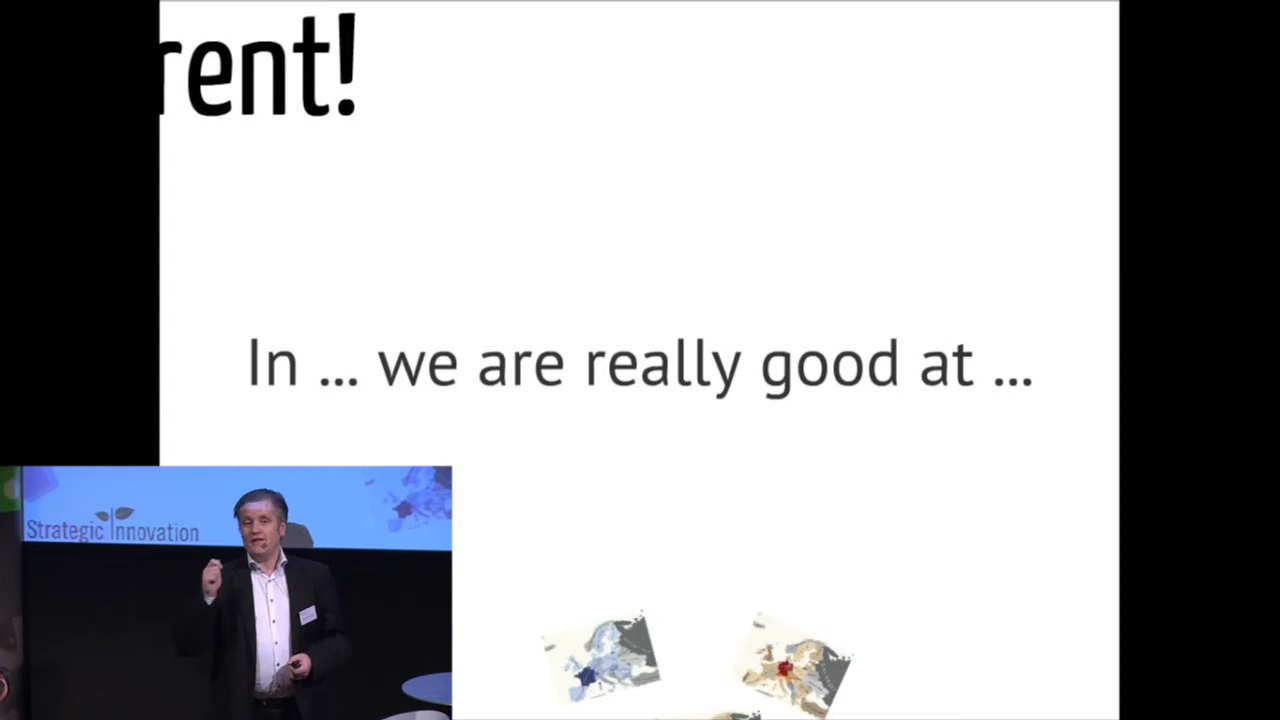 rent!
In ... we are really good at ...
Strategic Innovation